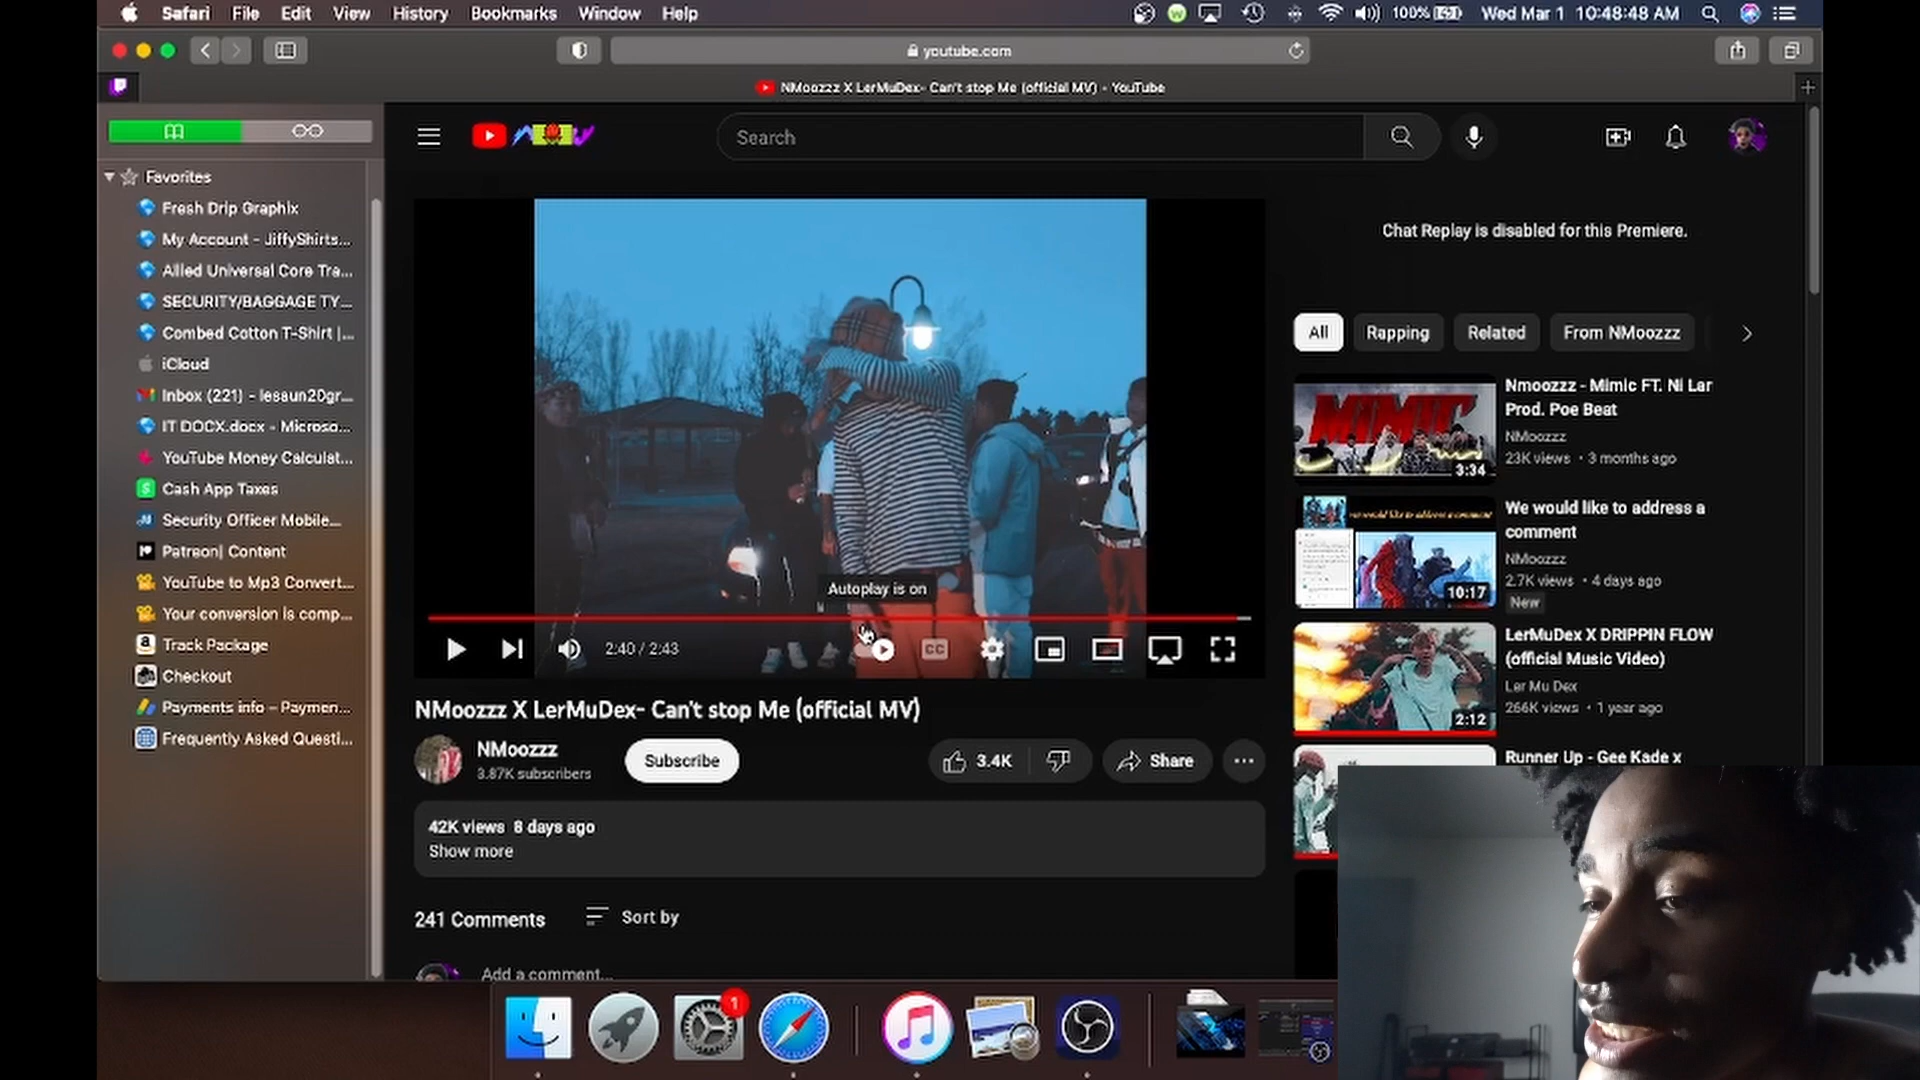 Safari File Edit View History Bookmarks Window Help 100% Wed Mar 1 10:48:48 AM
youtube.com
NMoozzz X LerMuDex- Can't stop Me (official MV) - YouTube
Favorites
Fresh Drip Graphix
My Account - JiffyShirts...
Allied Universal Core Tra...
SECURITY/BAGGAGE TY...
Combed Cotton T-Shirt |...
iCloud
Inbox (221) - lesaun20gr...
IT DOCX.docx - Microso...
YouTube Money Calculat...
Cash App Taxes
Security Officer Mobile...
Patreon| Content
YouTube to Mp3 Convert...
Your conversion is comp...
Track Package
Checkout
Payments info – Paymen...
Frequently Asked Questi...
Search
Autoplay is on
2:40 / 2:43
CC
NMoozzz X LerMuDex- Can't stop Me (official MV)
NMoozzz
3.87K subscribers
Subscribe
3.4K
Share
42K views 8 days ago
Show more
241 Comments
Sort by
Add a comment...
Chat Replay is disabled for this Premiere.
All Rapping Related From NMoozzz
MIMIC
3:34
Nmoozzz - Mimic FT. Ni Lar
Prod. Poe Beat
NMoozzz
23K views • 3 months ago
we would like to address a comment
10:17
We would like to address a
comment
NMoozzz
2.7K views • 4 days ago
New
2:12
LerMuDex X DRIPPIN FLOW
(official Music Video)
Ler Mu Dex
266K views • 1 year ago
Runner Up - Gee Kade x
1